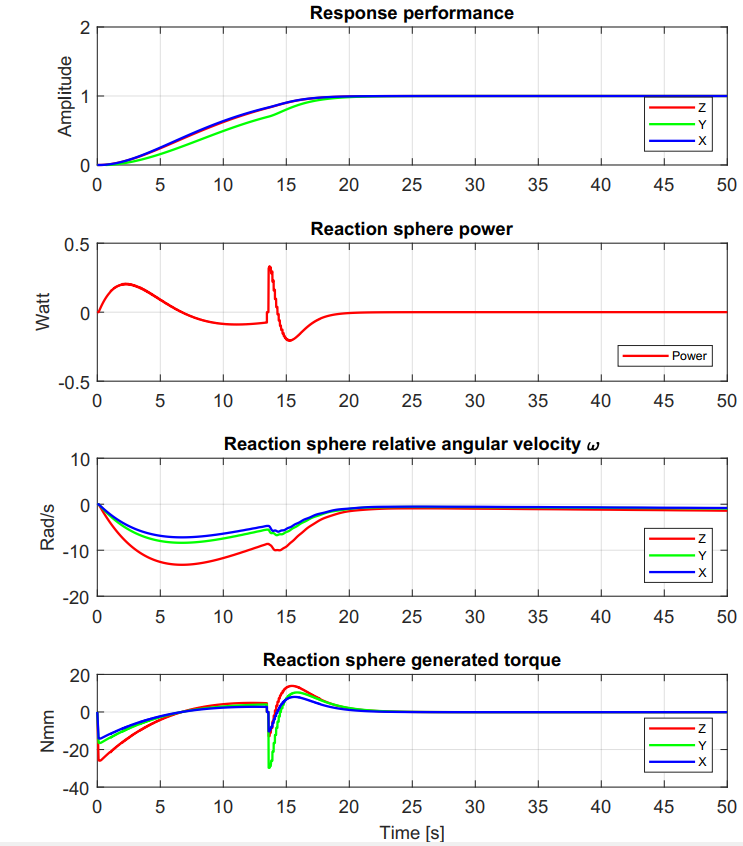 Response performance
2
1
0
Amplitude
Z
Y
X
0 5 10 15 20 25 30 35 40 45 50
Reaction sphere power
0.5
0
-0.5
Watt
Power
0 5 10 15 20 25 30 35 40 45 50
Reaction sphere relative angular velocity ω
10
0
-10
-20
Rad/s
Z
Y
X
0 5 10 15 20 25 30 35 40 45 50
Reaction sphere generated torque
20
0
-20
-40
Nmm
Z
Y
X
0 5 10 15 20 25 30 35 40 45 50
Time [s]